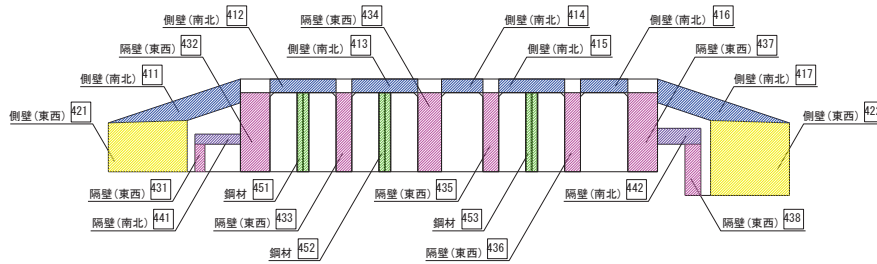 側壁(南北) 412
隔壁(東西) 434
側壁(南北) 414
側壁(南北) 416
隔壁(東西) 432
側壁(南北) 413
側壁(南北) 415
隔壁(東西) 437
側壁(南北) 411
側壁(南北) 417
側壁(東西) 421
側壁(東西) 422
隔壁(東西) 431
鋼材 451
隔壁(東西) 435
隔壁(南北) 442
隔壁(南北) 441
隔壁(東西) 433
鋼材 453
隔壁(東西) 438
鋼材 452
隔壁(東西) 436